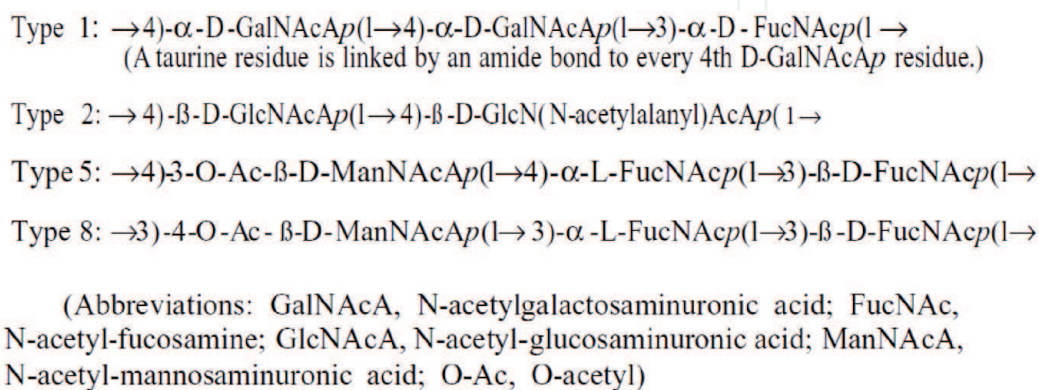 Type 1: →4)-α-D-GalNAcAp(l→4)-α-D-GalNAcAp(l→3)-α-D-FucNAcp(l→
(A taurine residue is linked by an amide bond to every 4th D-GalNAcAp residue.)
Type 2: →4)-ß-D-GlcNAcAp(l→4)-ß-D-GlcN(N-acetylalanyl)AcAp(1→
Type 5: →4)-3-O-Ac-ß-D-ManNAcAp(l→4)-α-L-FucNAcp(l→3)-ß-D-FucNAcp(l→
Type 8: →3)-4-O-Ac-ß-D-ManNAcAp(l→3)-α-L-FucNAcp(l→3)-ß-D-FucNAcp(l→
(Abbreviations: GalNAcA, N-acetylgalactosaminuronic acid; FucNAc,
N-acetyl-fucosamine; GlcNAcA, N-acetyl-glucosaminuronic acid; ManNAcA,
N-acetyl-mannosaminuronic acid; O-Ac, O-acetyl)